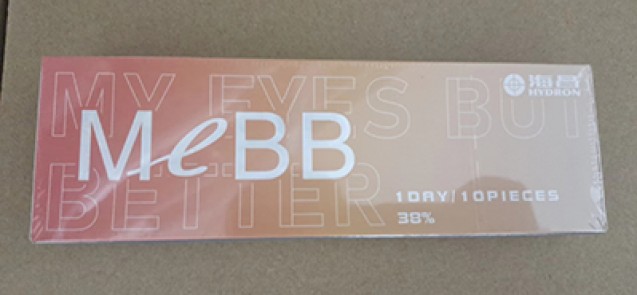 海昌
HYDRON
MY EYES BUT
BETTER
MeBB
1DAY/10PIECES
38%